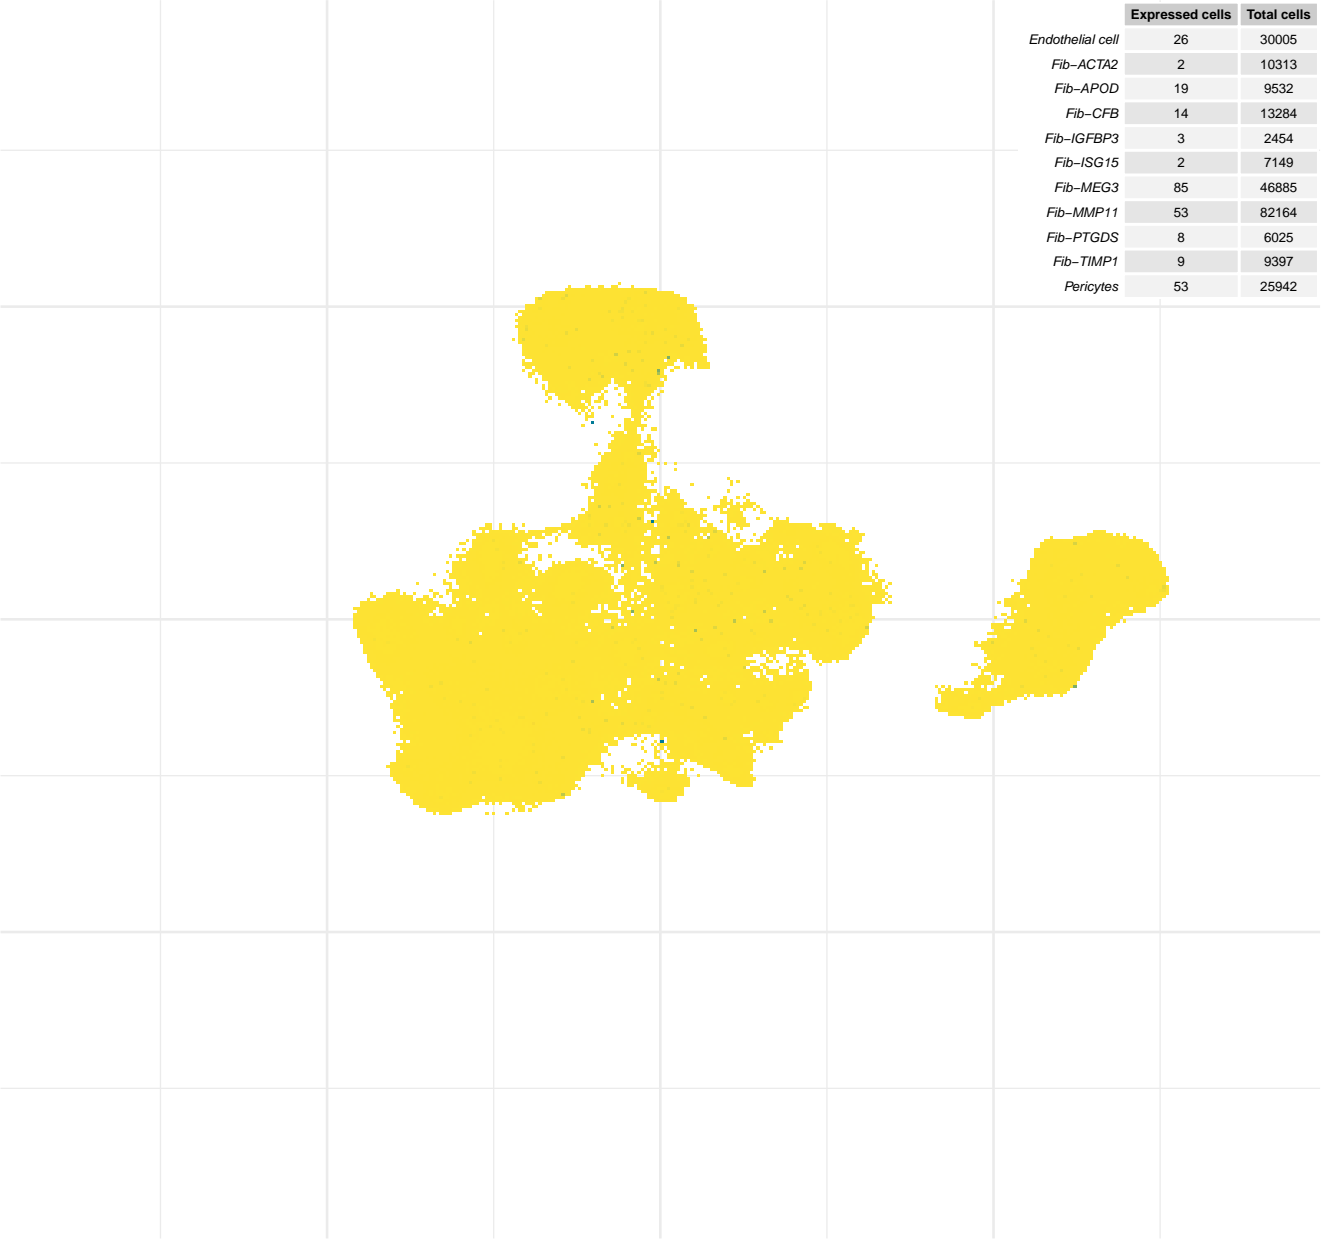 Expressed cells Total cells
Endothelial cell 26 30005
Fib−ACTA2 2 10313
Fib−APOD 19 9532
Fib−CFB 14 13284
Fib−IGFBP3 3 2454
Fib−ISG15 2 7149
Fib−MEG3 85 46885
Fib−MMP11 53 82164
Fib−PTGDS 8 6025
Fib−TIMP1 9 9397
Pericytes 53 25942